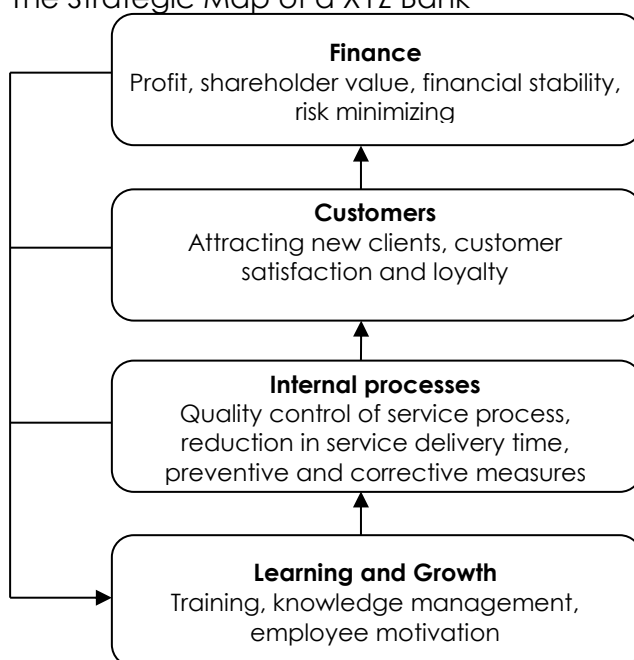 The Strategic Map of a XYZ Bank
Finance
Profit, shareholder value, financial stability,
risk minimizing
Customers
Attracting new clients, customer
satisfaction and loyalty
Internal processes
Quality control of service process,
reduction in service delivery time,
preventive and corrective measures
Learning and Growth
Training, knowledge management,
employee motivation